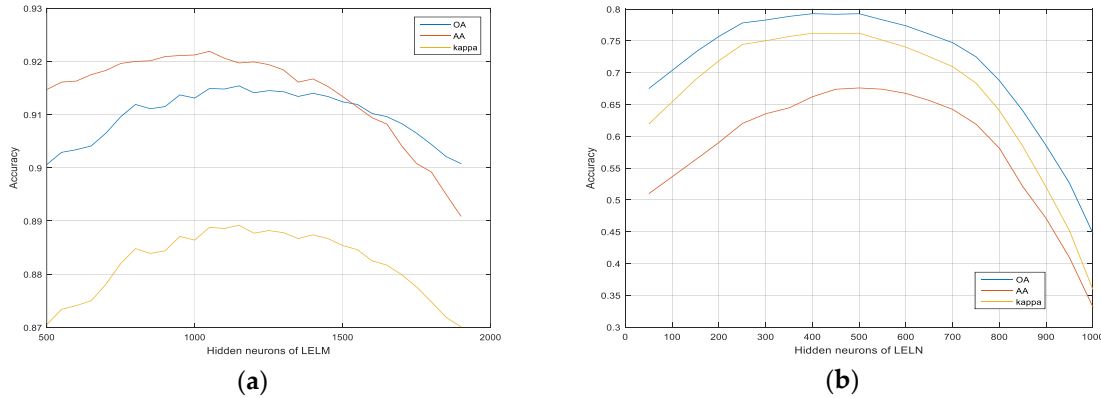 0.93
0.92
0.91
0.9
0.89
0.88
0.87
500
1000
1500
2000
Accuracy
Hidden neurons of LELM
OA
AA
kappa
(a)
0.8
0.75
0.7
0.65
0.6
0.55
0.5
0.45
0.4
0.35
0.3
0
100
200
300
400
500
600
700
800
900
1000
Accuracy
Hidden neurons of LELN
OA
AA
kappa
(b)